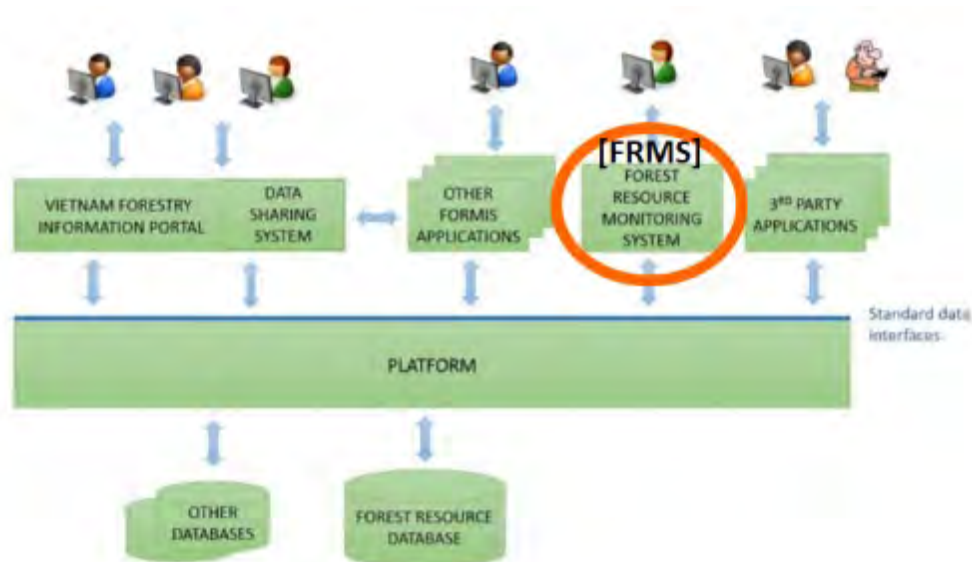 [FRMS]
VIETNAM FORESTRY
INFORMATION PORTAL
DATA
SHARING
SYSTEM
OTHER
FORMIS
APPLICATIONS
FOREST
RESOURCE
MONITORING
SYSTEM
3RD PARTY
APPLICATIONS
Standard data
interfaces
PLATFORM
OTHER
DATABASES
FOREST RESOURCE
DATABASE